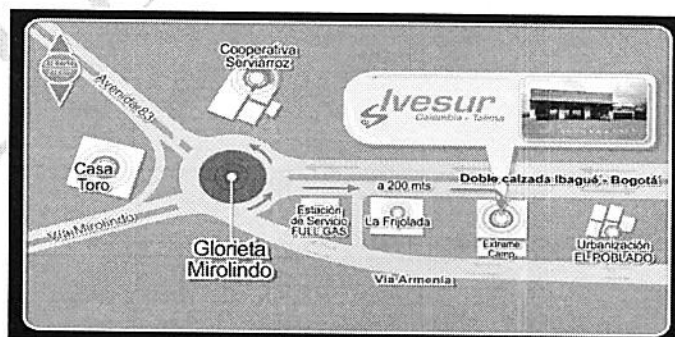 Cooperativa
Serviarroz
Avenida 83
Ivesur
Colombia - Tolima
Casa
Toro
Doble calzada Ibagué - Bogotá
a 200 mts
Estación
de Servicio
FULL GAS
La Frijolada
Extreme
Camp
Urbanización
EL POBLADO
Vía Mirolindo
Glorieta
Mirolindo
Vía Armenia